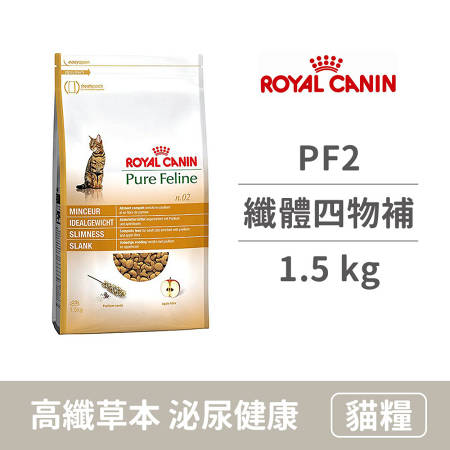 ROYAL CANIN
Pure Feline
n.02
MINCEUR
IDEALGEWICHT
SLIMNESS
SLANK
ROYAL CANIN
PF2
纖體四物補
1.5 kg
高纖草本 泌尿健康
貓糧